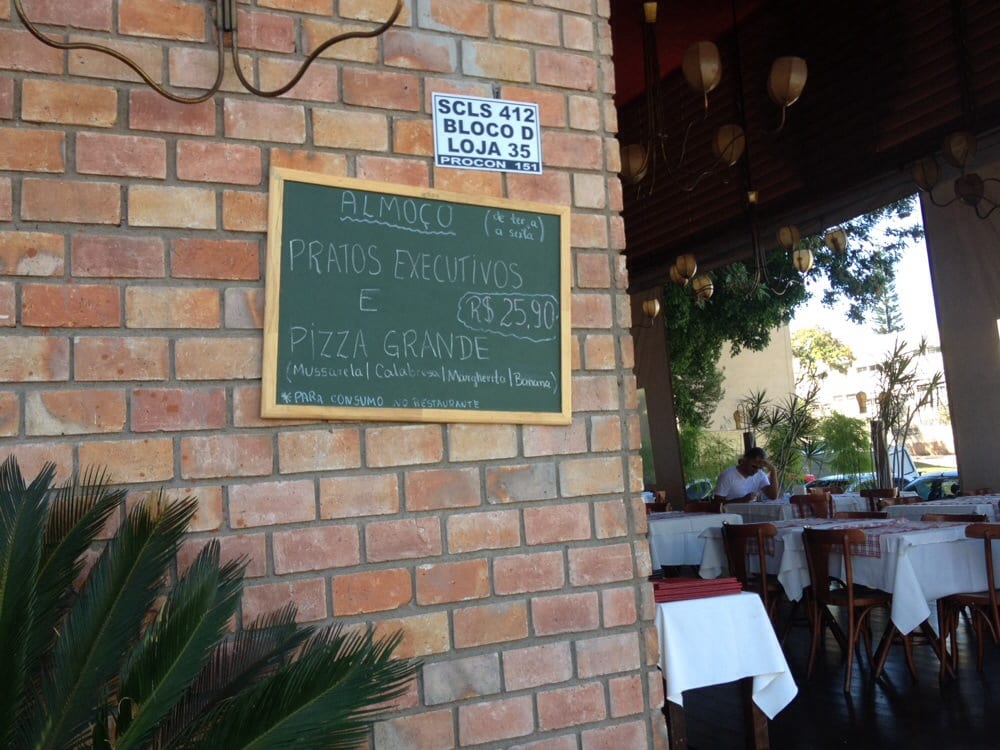 SCLS 412
BLOCO D
LOJA 35
PROCON 151
ALMOÇO (de terça
a sexta)
PRATOS EXECUTIVOS
E R$ 25,90
PIZZA GRANDE
(Mussarela/Calabresa/Margherita/Banana)
*PARA CONSUMO NO RESTAURANTE